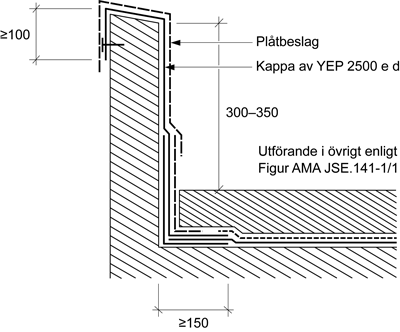 ≥100
Plåtbeslag
Kappa av YEP 2500 e d
300–350
Utförande i övrigt enligt
Figur AMA JSE.141-1/1
≥150